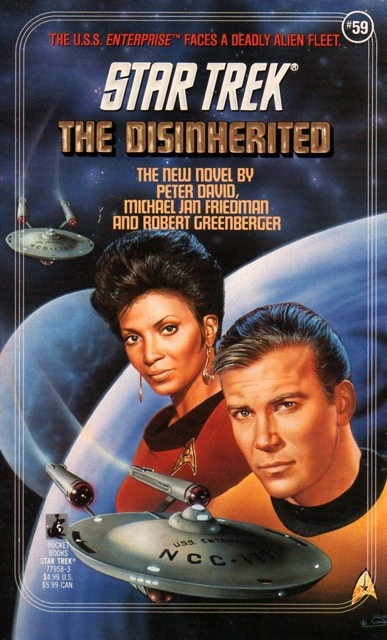 #59
THE U.S.S. ENTERPRISE™ FACES A DEADLY ALIEN FLEET.
STAR TREK®
THE DISINHERITED
THE NEW NOVEL BY
PETER DAVID,
MICHAEL JAN FRIEDMAN
AND ROBERT GREENBERGER
POCKET
BOOKS
STAR TREK®
77958-3
$4.99 U.S.
$5.99 CAN.
U.S.S. ENTERPRISE
NCC-17